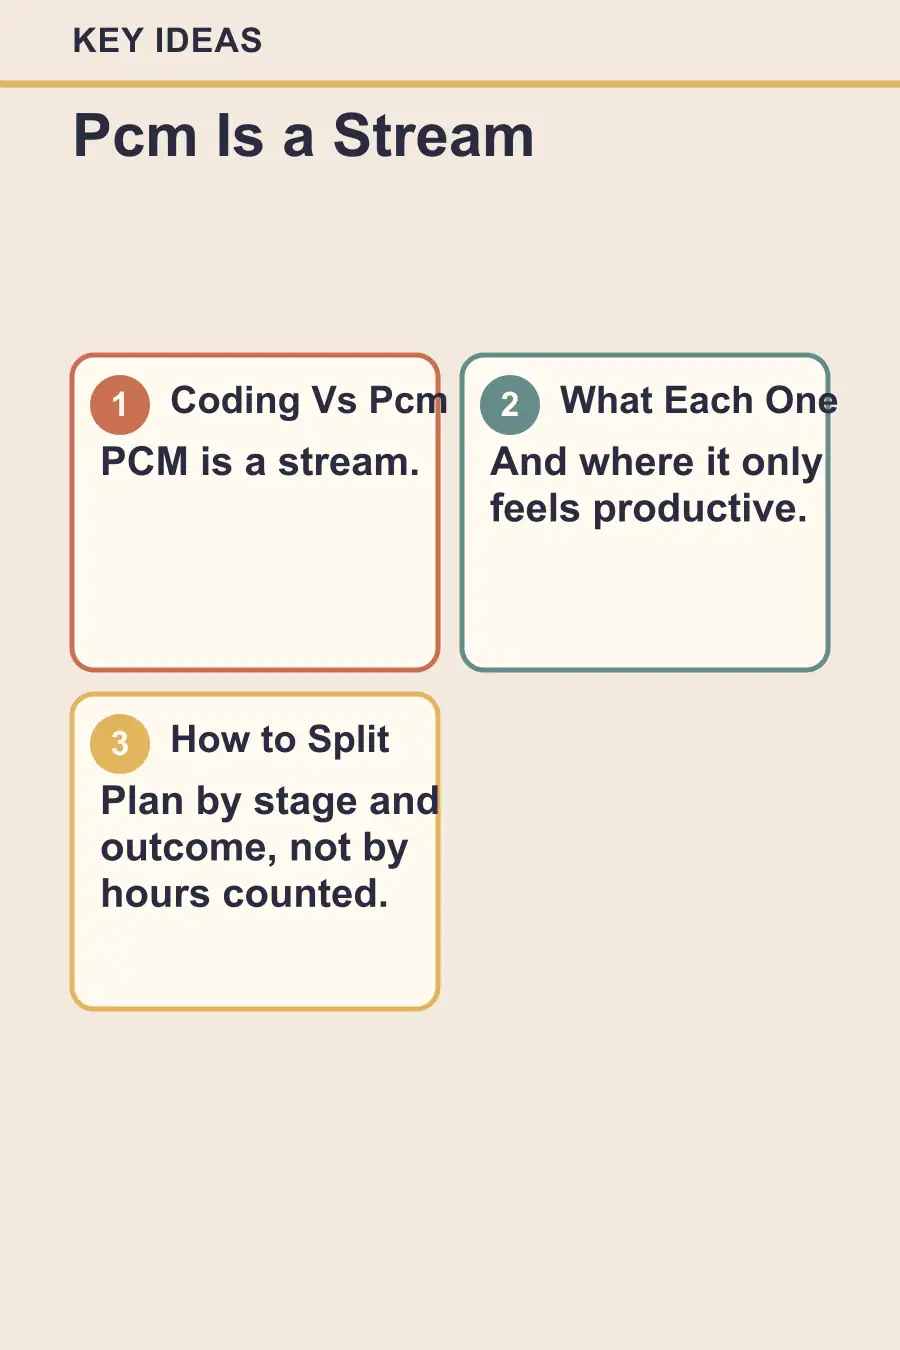 KEY IDEAS
Pcm Is a Stream
1
Coding Vs Pcm
PCM is a stream.
2
What Each One
And where it only
feels productive.
3
How to Split
Plan by stage and
outcome, not by
hours counted.